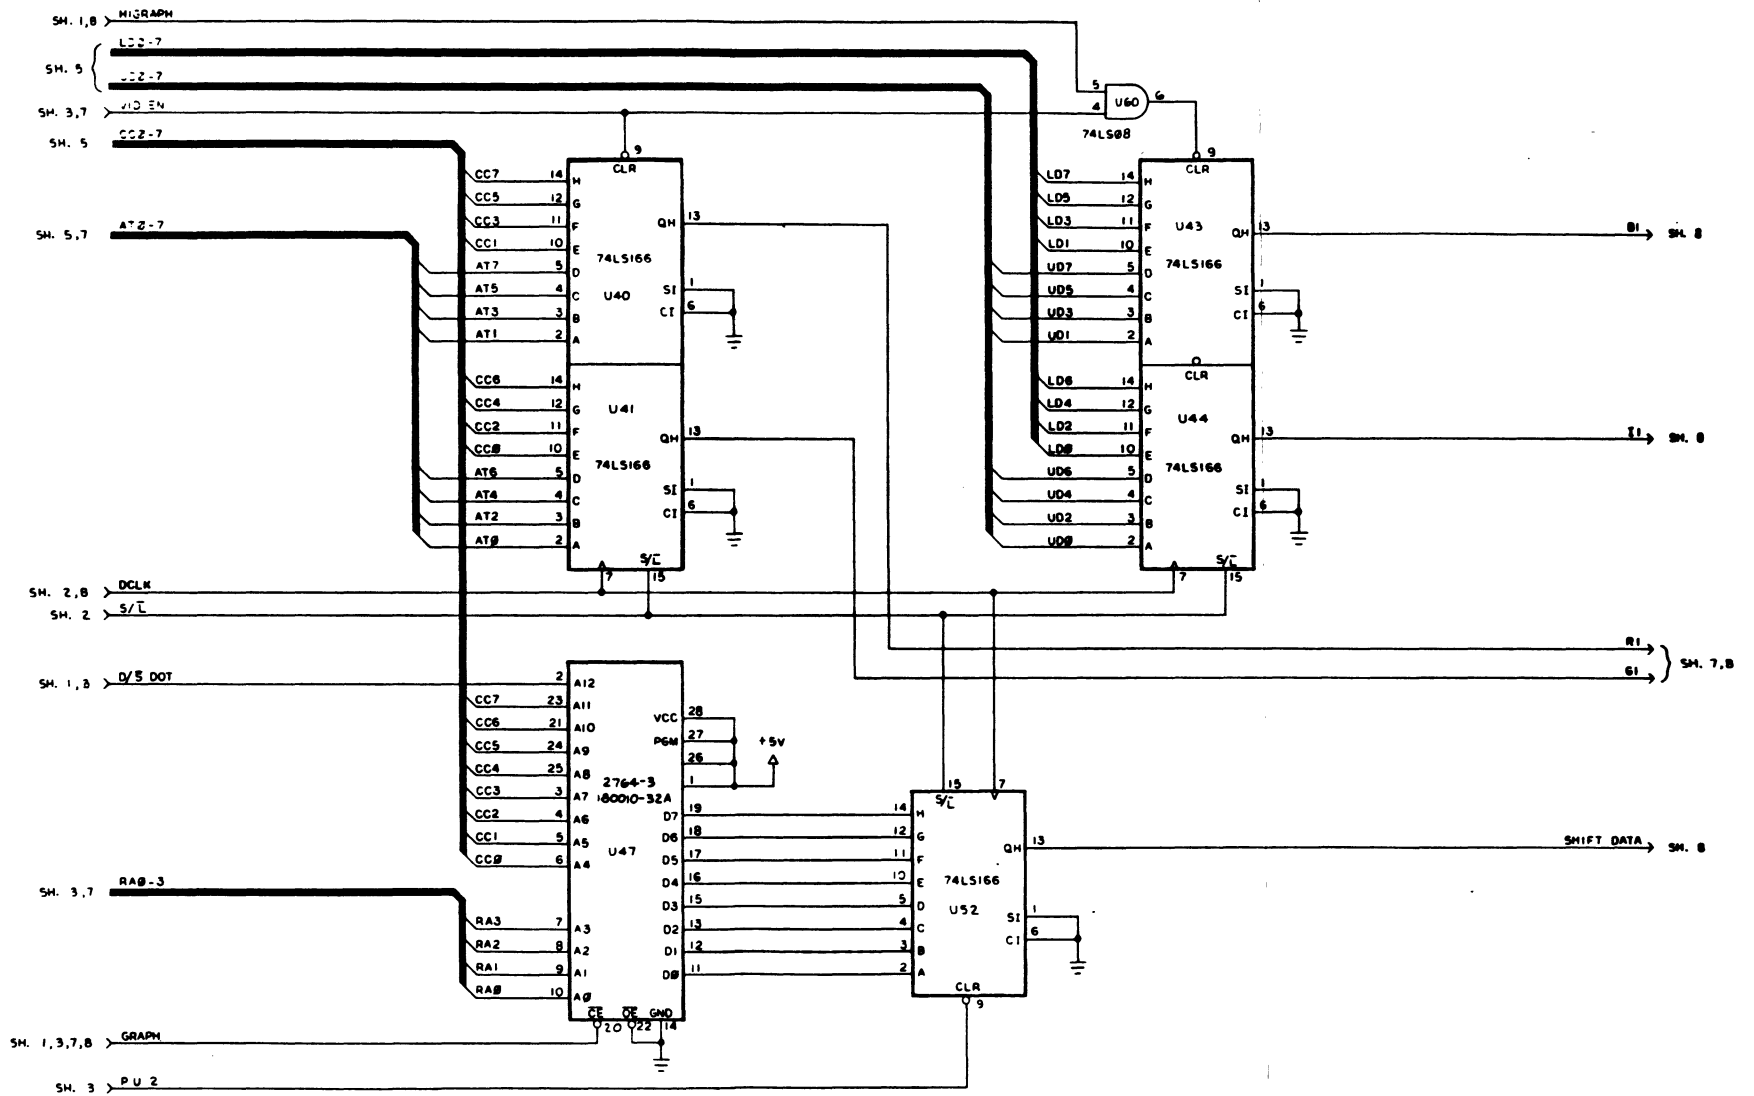 SH. 1,8 HIGRAPH
LD0-7
SH. 5
UD0-7
SH. 3,7 VID EN
SH. 5 CC0-7
SH. 5,7 AT0-7
5
4
U60
6
74LS08
9
CLR
CC7 14 H
CC5 12 G
CC3 11 F
CC1 10 E
AT7 5 D
AT5 4 C
AT3 3 B
AT1 2 A
QH 13
74LS166
U40
SI 1
CI 6
CC6 14 H
CC4 12 G
CC2 11 F
CC0 10 E
AT6 5 D
AT4 4 C
AT2 3 B
AT0 2 A
U41
QH 13
74LS166
SI 1
CI 6
S/L
7
15
9
CLR
LD7 14 H
LD5 12 G
LD3 11 F
LD1 10 E
UD7 5 D
UD5 4 C
UD3 3 B
UD1 2 A
U43
QH 13
74LS166
SI 1
CI 6
B1 SH. 8
CLR
LD6 14 H
LD4 12 G
LD2 11 F
LD0 10 E
UD6 5 D
UD4 4 C
UD2 3 B
UD0 2 A
U44
QH 13
74LS166
SI 1
CI 6
I1 SH. 8
S/L
7
15
SH. 2,8 DCLK
SH. 2 S/L
R1
G1
SH. 7,8
SH. 1,3 D/S DOT
2 A12
CC7 23 A11
CC6 21 A10
CC5 24 A9
CC4 25 A8
CC3 3 A7
CC2 4 A6
CC1 5 A5
CC0 6 A4
SH. 3,7 RA0-3
RA3 7 A3
RA2 8 A2
RA1 9 A1
RA0 10 A0
VCC 28
PGM 27
26
1
+5V
2764-3
180010-32A
U47
D7 19
D6 18
D5 17
D4 16
D3 15
D2 13
D1 12
D0 11
CE OE GND
20 22 14
15 7
S/L
14 H
12 G
11 F
10 E
5 D
4 C
3 B
2 A
QH 13
74LS166
U52
SI 1
CI 6
CLR
9
SHIFT DATA SH. 8
SH. 1,3,7,8 GRAPH
SH. 3 PU2